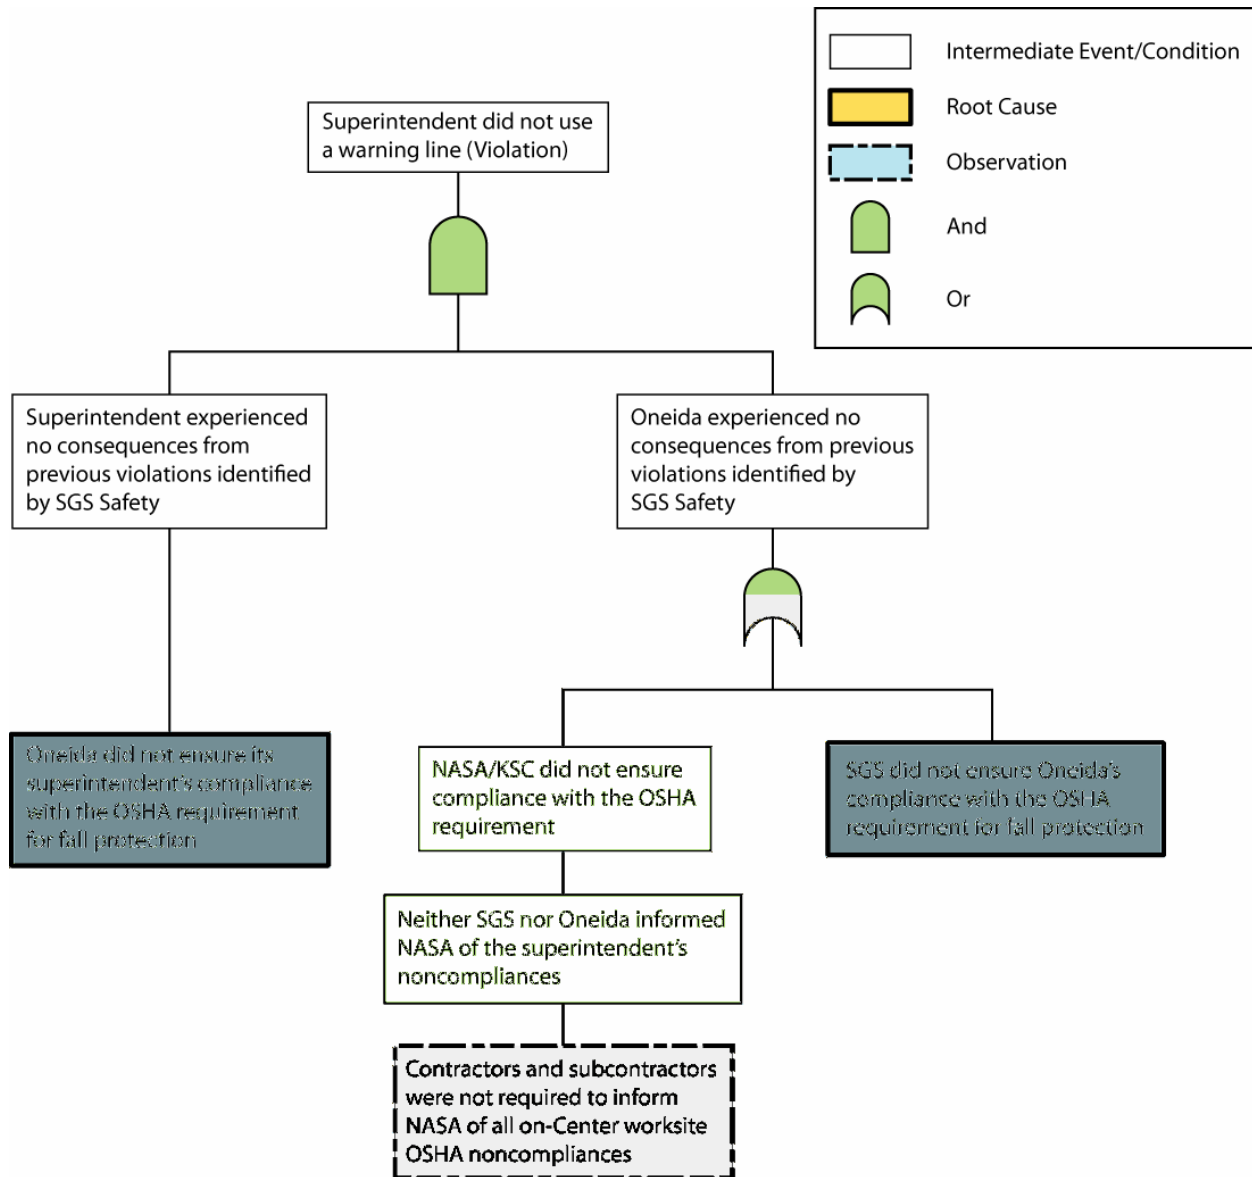 Intermediate Event/Condition
Root Cause
Observation
And
Or
Superintendent did not use
a warning line (Violation)
Superintendent experienced
no consequences from
previous violations identified
by SGS Safety
Oneida experienced no
consequences from previous
violations identified by
SGS Safety
Oneida did not ensure its
superintendent's compliance
with the OSHA requirement
for fall protection
NASA/KSC did not ensure
compliance with the OSHA
requirement
SGS did not ensure Oneida's
compliance with the OSHA
requirement for fall protection
Neither SGS nor Oneida informed
NASA of the superintendent's
noncompliances
Contractors and subcontractors
were not required to inform
NASA of all on-Center worksite
OSHA noncompliances